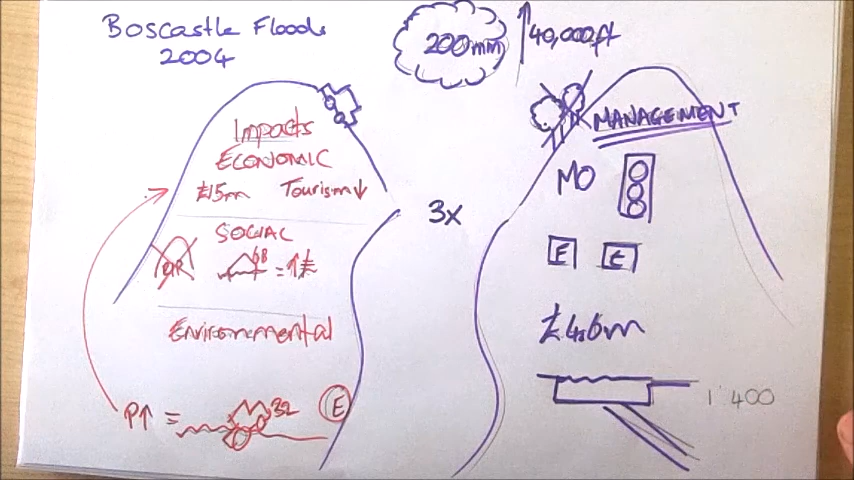 Boscastle Floods
2004
200mm
40,000ft
Impacts
ECONOMIC
£15m Tourism↓
SOCIAL
68 = ↑£
Environmental
P↑ = 32
E
3x
MANAGEMENT
MO
E E
£4.6m
1 400